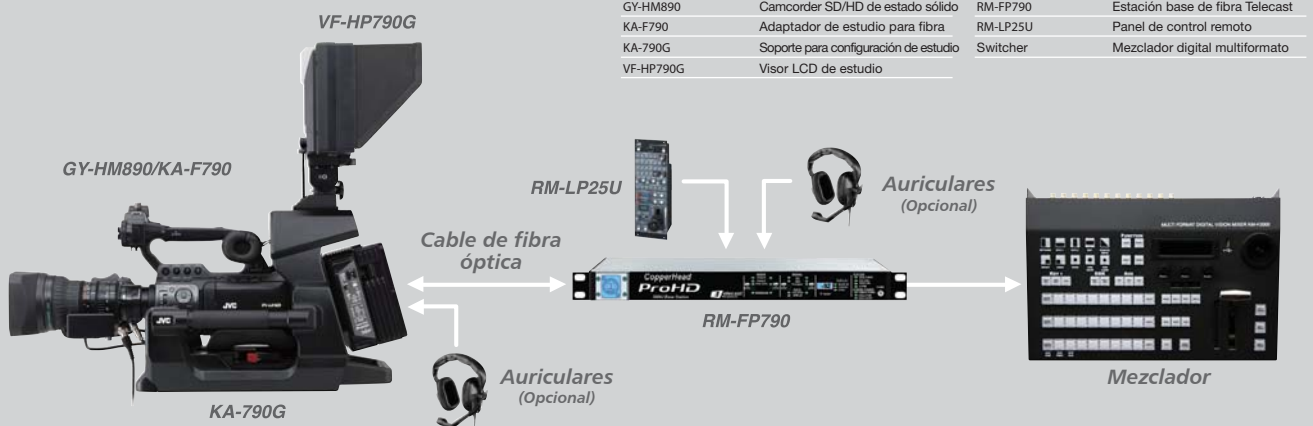 GY-HM890 Camcorder SD/HD de estado sólido RM-FP790 Estación base de fibra Telecast
KA-F790 Adaptador de estudio para fibra RM-LP25U Panel de control remoto
KA-790G Soporte para configuración de estudio Switcher Mezclador digital multiformato
VF-HP790G Visor LCD de estudio
VF-HP790G
GY-HM890/KA-F790
RM-LP25U
Auriculares
(Opcional)
Cable de fibra
óptica
CopperHead
ProHD
RM-FP790
JVC
JVC
KA-790G
Auriculares
(Opcional)
MULTI FORMAT DIGITAL VISION MIXER
FUNCTION
Mezclador